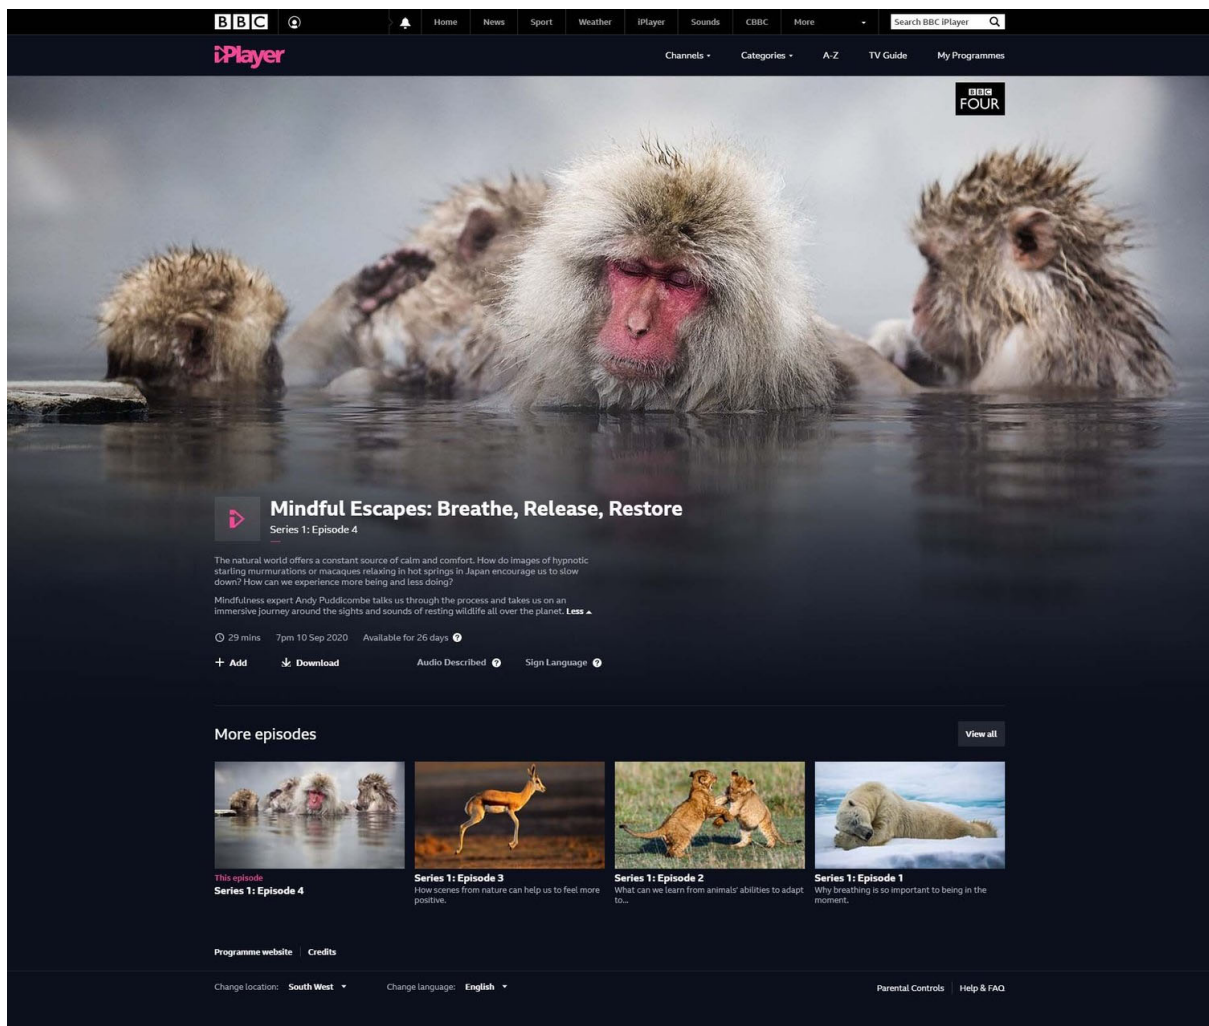 BBC
Home
News
Sport
Weather
iPlayer
Sounds
CBBC
More
Search BBC iPlayer
iPlayer
Channels
Categories
A-Z
TV Guide
My Programmes
BBC
FOUR
Mindful Escapes: Breathe, Release, Restore
Series 1: Episode 4
The natural world offers a constant source of calm and comfort. How do images of hypnotic
starling murmurations or macaques relaxing in hot springs in Japan encourage us to slow
down? How can we experience more being and less doing?
Mindfulness expert Andy Puddicombe talks us through the process and takes us on an
immersive journey around the sights and sounds of resting wildlife all over the planet. Less
29 mins
7pm 10 Sep 2020
Available for 26 days ?
+ Add
Download
Audio Described ?
Sign Language ?
More episodes
View all
This episode
Series 1: Episode 4
Series 1: Episode 3
How scenes from nature can help us to feel more
positive.
Series 1: Episode 2
What can we learn from animals' abilities to adapt
to...
Series 1: Episode 1
Why breathing is so important to being in the
moment.
Programme website
Credits
Change location: South West
Change language: English
Parental Controls
Help & FAQ